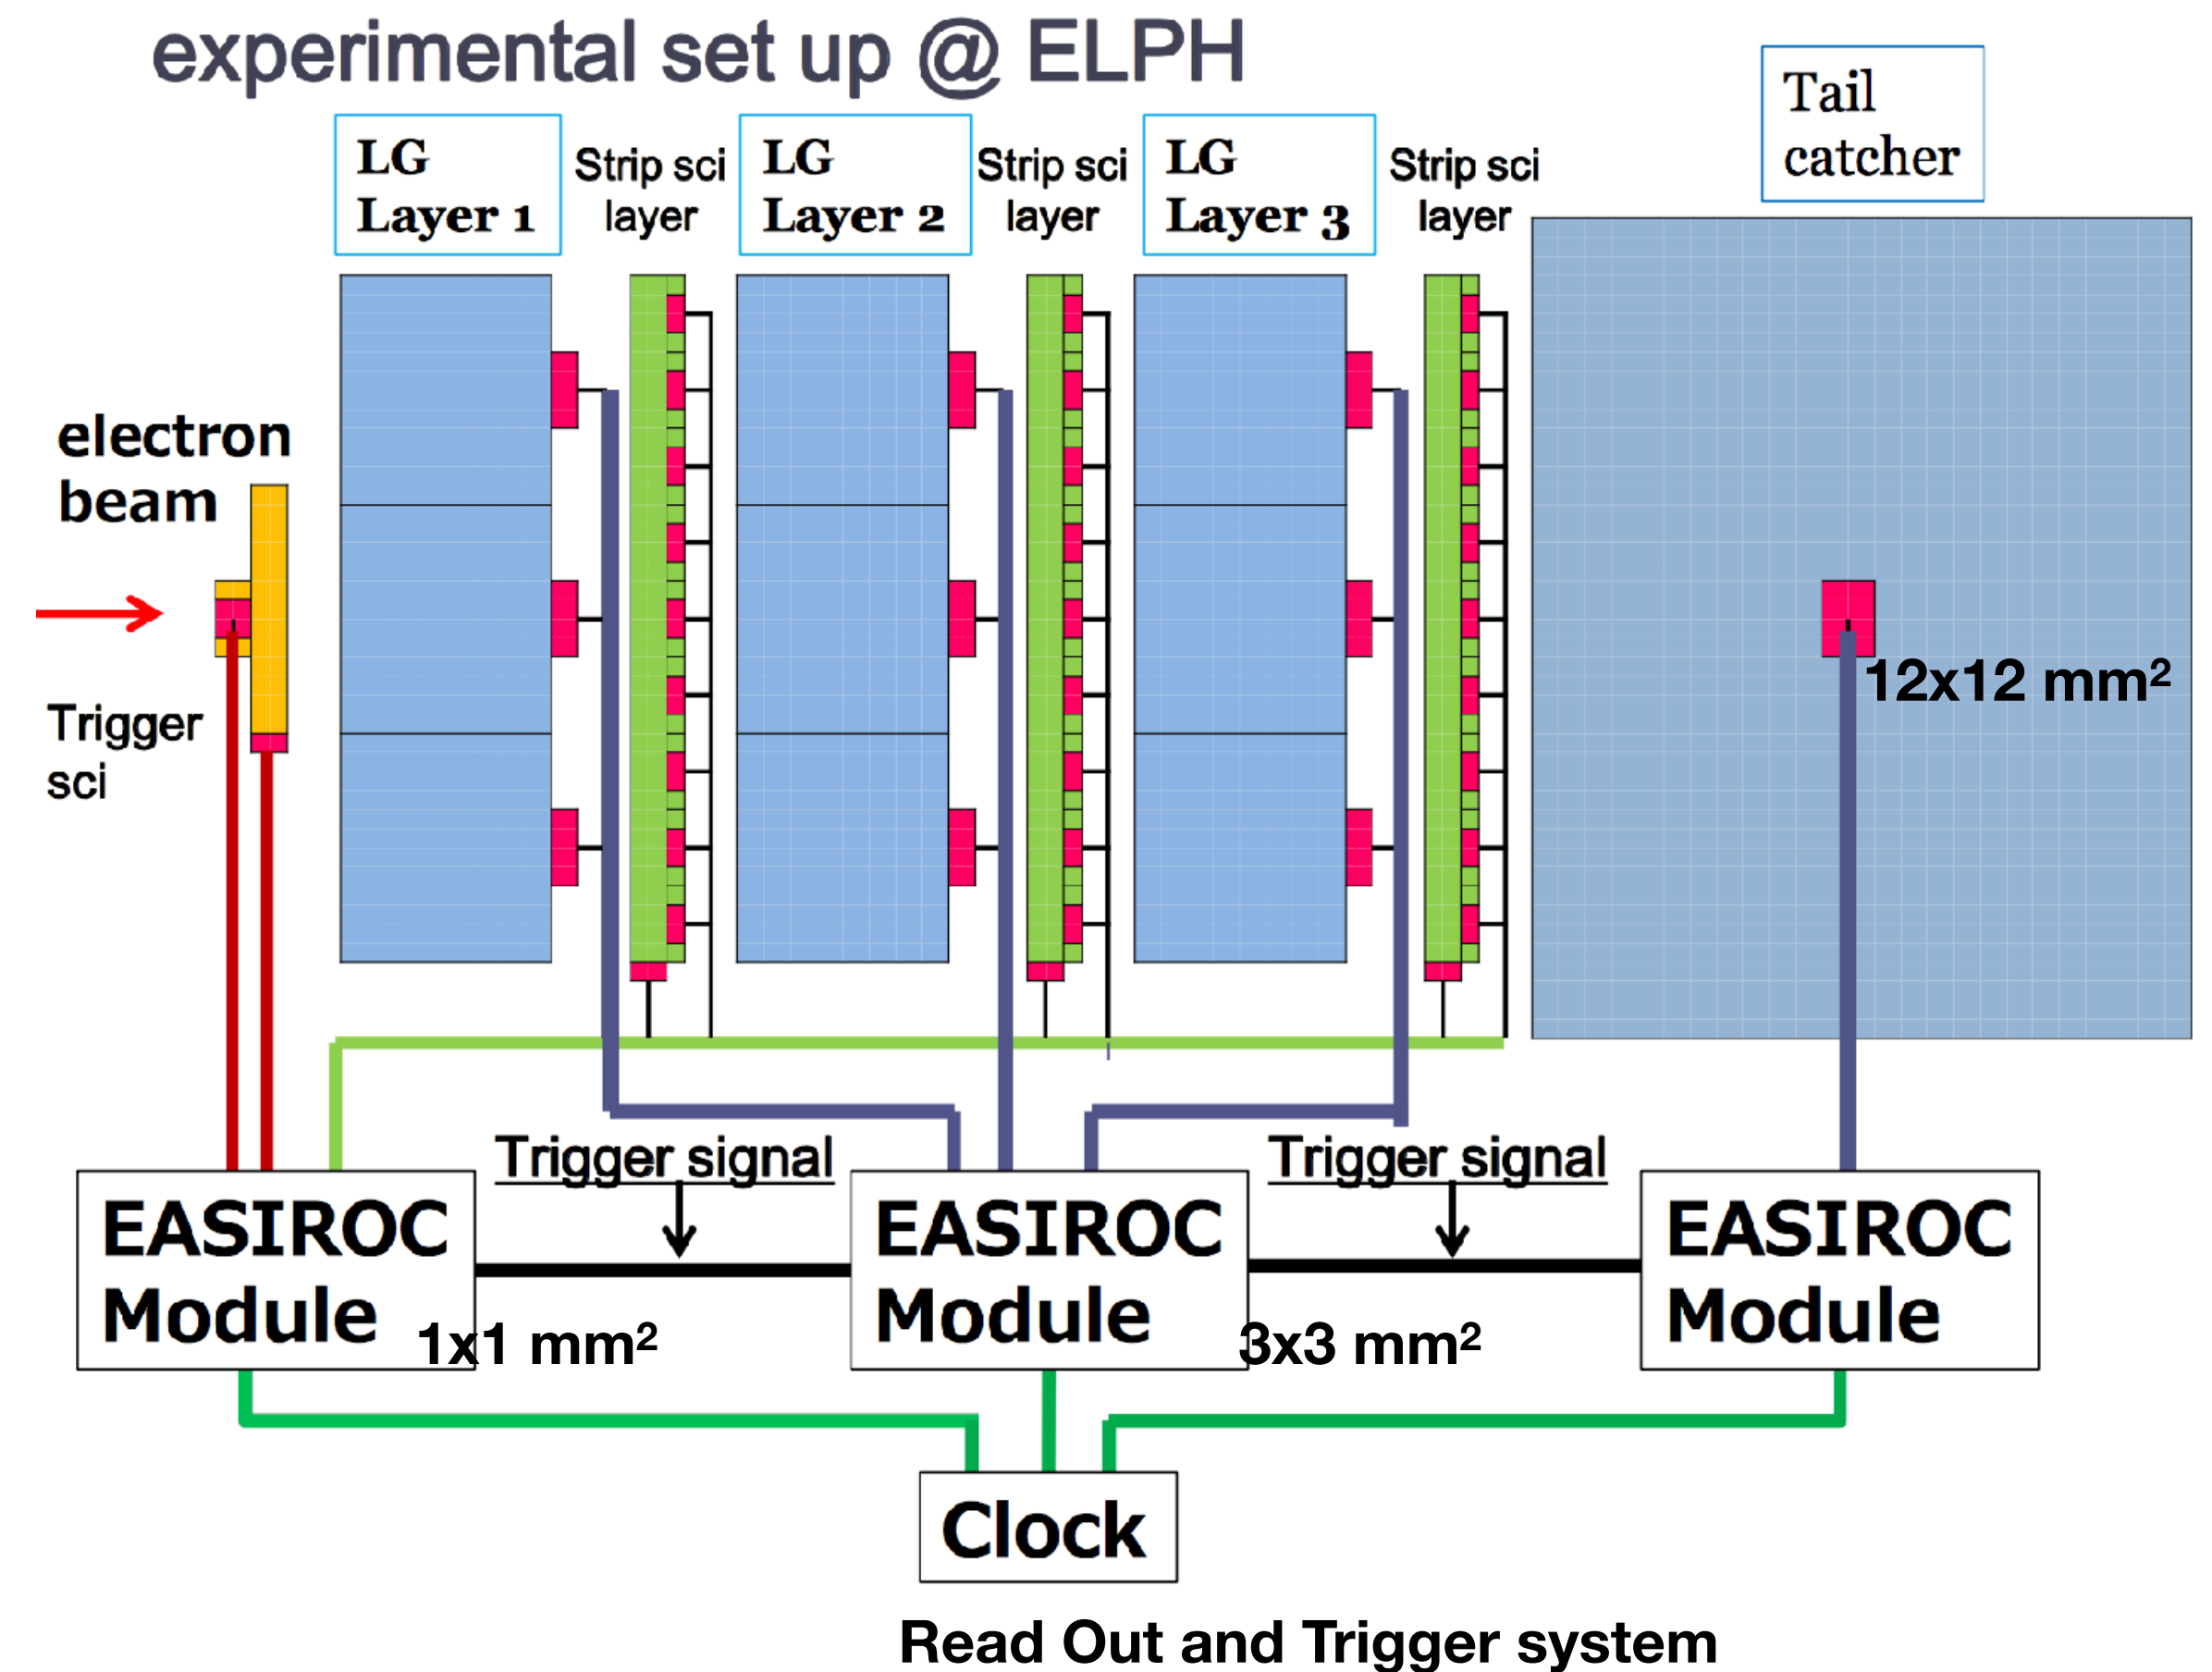 experimental set up @ ELPH
LG
Layer 1
Strip sci
layer
LG
Layer 2
Strip sci
layer
LG
Layer 3
Strip sci
layer
Tail
catcher
electron
beam
Trigger
sci
12x12 mm²
Trigger signal
Trigger signal
EASIROC
Module
1x1 mm²
EASIROC
Module
3x3 mm²
EASIROC
Module
Clock
Read Out and Trigger system